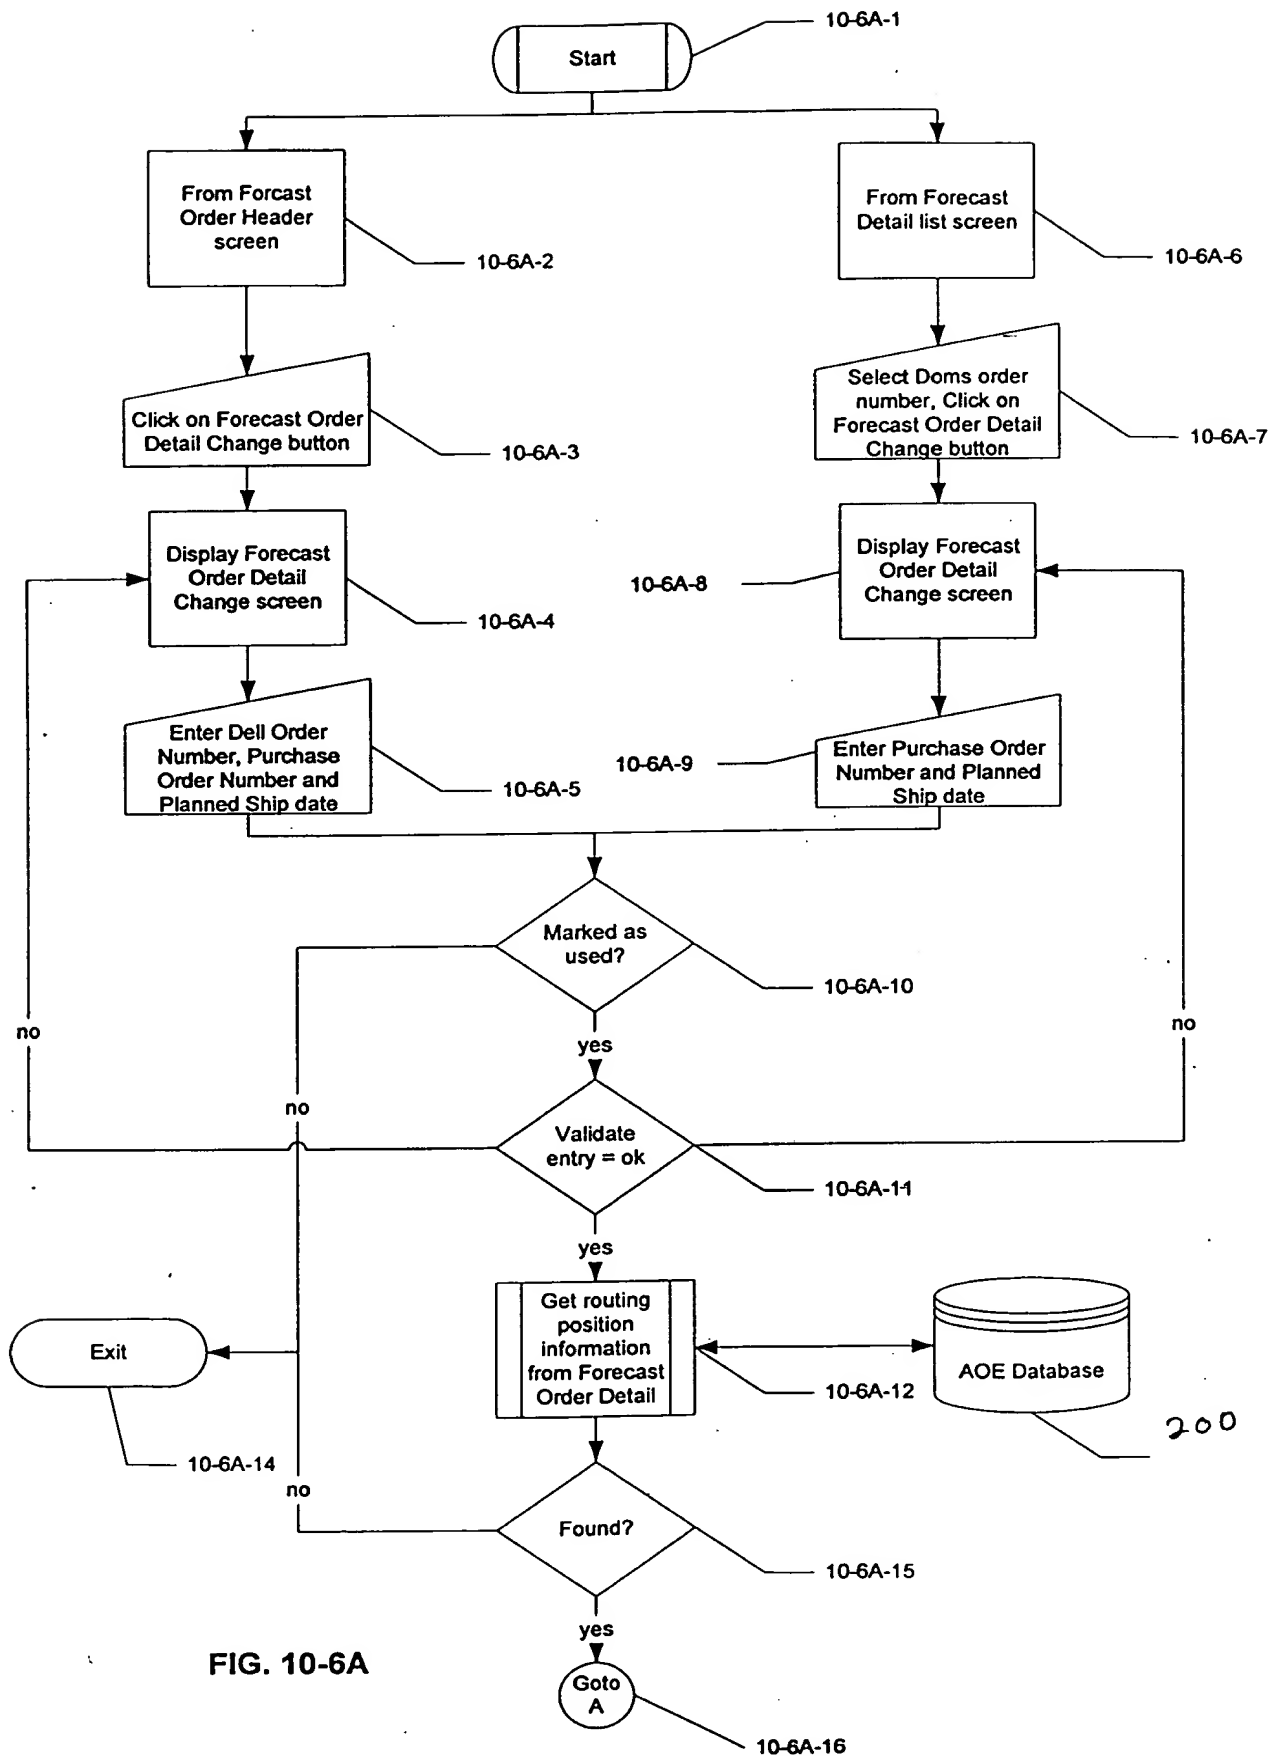 10-6A-1
Start
From Forcast
Order Header
screen
10-6A-2
From Forecast
Detail list screen
10-6A-6
Click on Forecast Order
Detail Change button
10-6A-3
Select Doms order
number, Click on
Forecast Order Detail
Change button
10-6A-7
Display Forecast
Order Detail
Change screen
10-6A-4
Display Forecast
Order Detail
Change screen
10-6A-8
Enter Dell Order
Number, Purchase
Order Number and
Planned Ship date
10-6A-5
Enter Purchase Order
Number and Planned
Ship date
10-6A-9
Marked as
used?
10-6A-10
no
no
yes
no
Validate
entry = ok
10-6A-11
yes
Get routing
position
information
from Forecast
Order Detail
10-6A-12
AOE Database
200
Exit
10-6A-14
no
Found?
10-6A-15
yes
Goto
A
10-6A-16
FIG. 10-6A